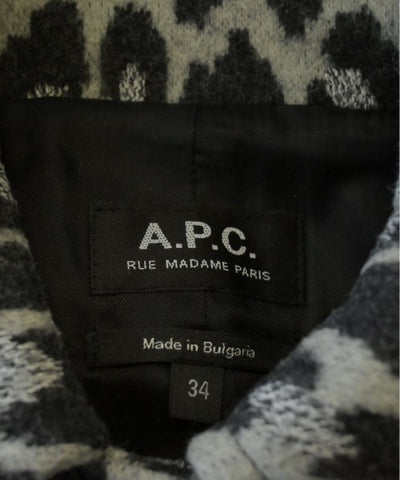 A.P.C.
RUE MADAME PARIS
Made in Bulgaria
34